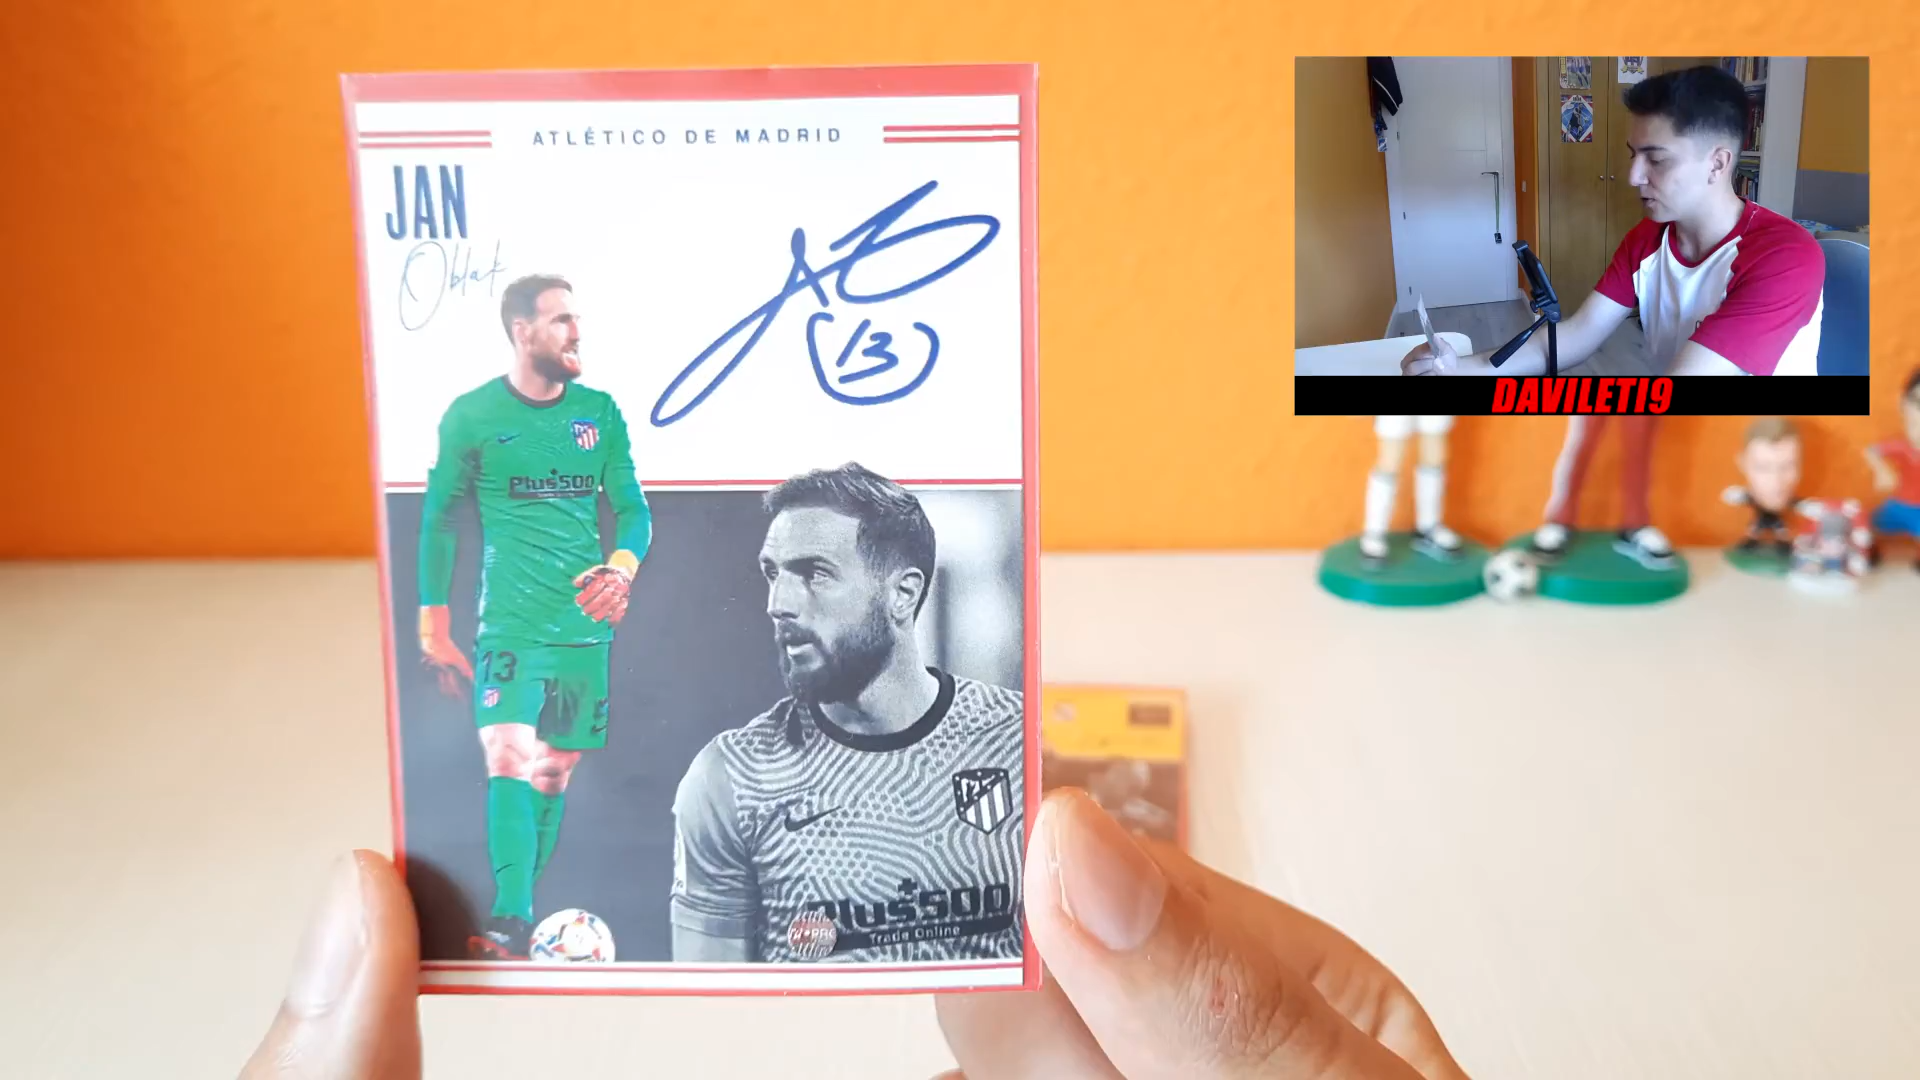 ATLÉTICO DE MADRID
JAN
Oblak
(13)
Plus500
13
Plus500
Trade Online
DAVILETI9